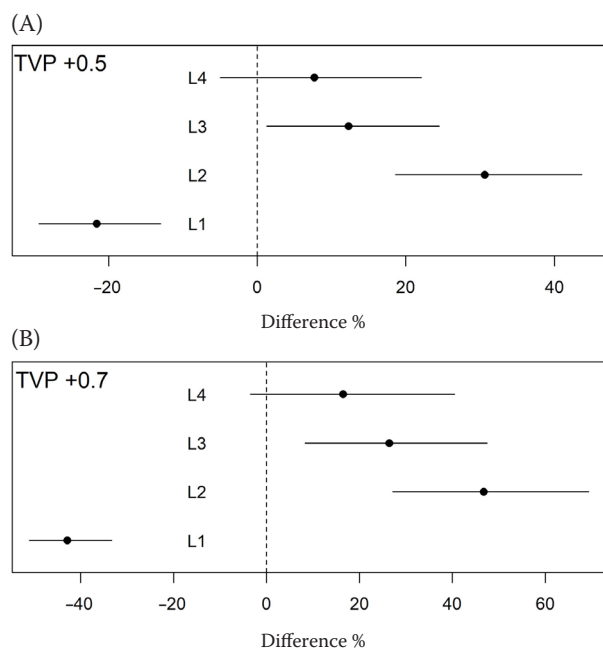 (A)
TVP +0.5
L4
L3
L2
L1
−20 0 20 40
Difference %
(B)
TVP +0.7
L4
L3
L2
L1
−40 −20 0 20 40 60
Difference %